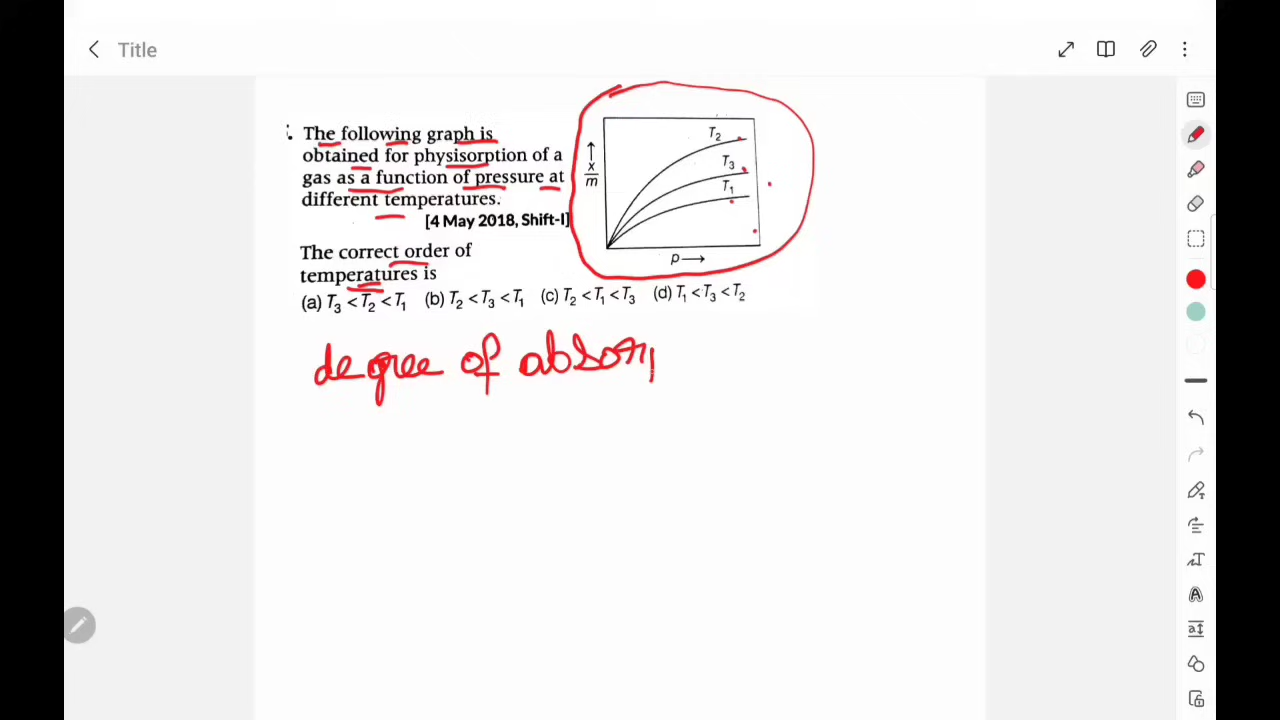 Title
The following graph is
obtained for physisorption of a
gas as a function of pressure at
different temperatures.
[4 May 2018, Shift-I]
The correct order of
temperatures is
(a) T₃ < T₂ < T₁ (b) T₂ < T₃ < T₁ (c) T₂ < T₁ < T₃ (d) T₁ < T₃ < T₂
x
m
T₂
T₃
T₁
p
degree of absorp